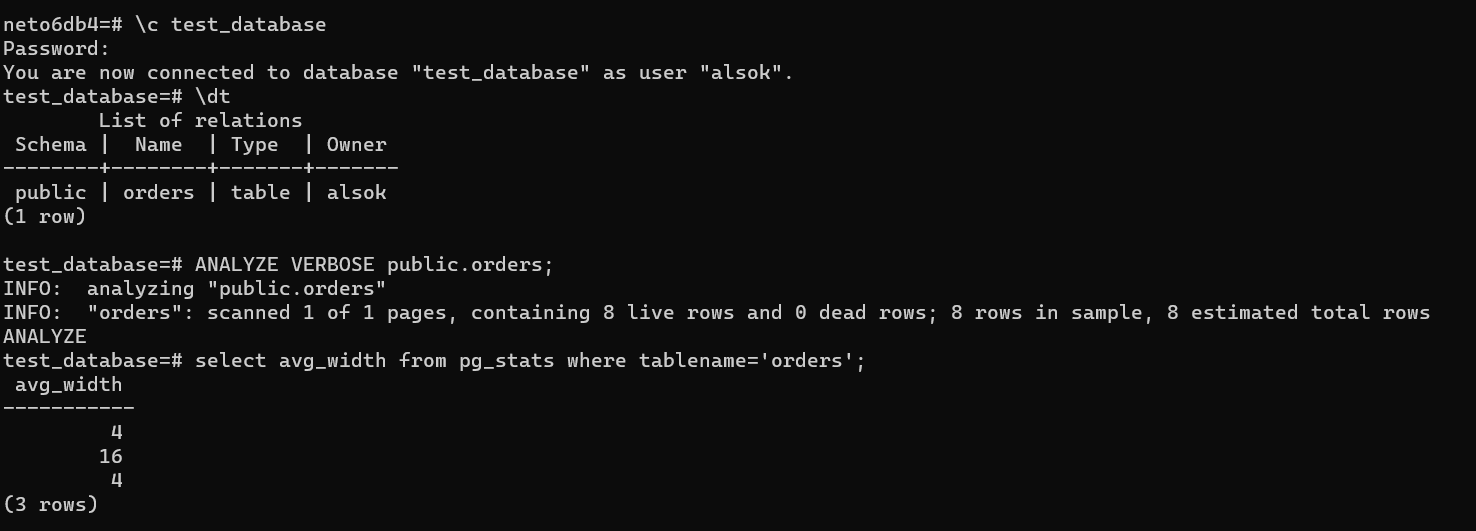 neto6db4=# \c test_database
Password:
You are now connected to database "test_database" as user "alsok".
test_database=# \dt
        List of relations
 Schema |  Name  | Type  | Owner
--------+--------+-------+-------
 public | orders | table | alsok
(1 row)

test_database=# ANALYZE VERBOSE public.orders;
INFO:  analyzing "public.orders"
INFO:  "orders": scanned 1 of 1 pages, containing 8 live rows and 0 dead rows; 8 rows in sample, 8 estimated total rows
ANALYZE
test_database=# select avg_width from pg_stats where tablename='orders';
 avg_width
-----------
         4
        16
         4
(3 rows)